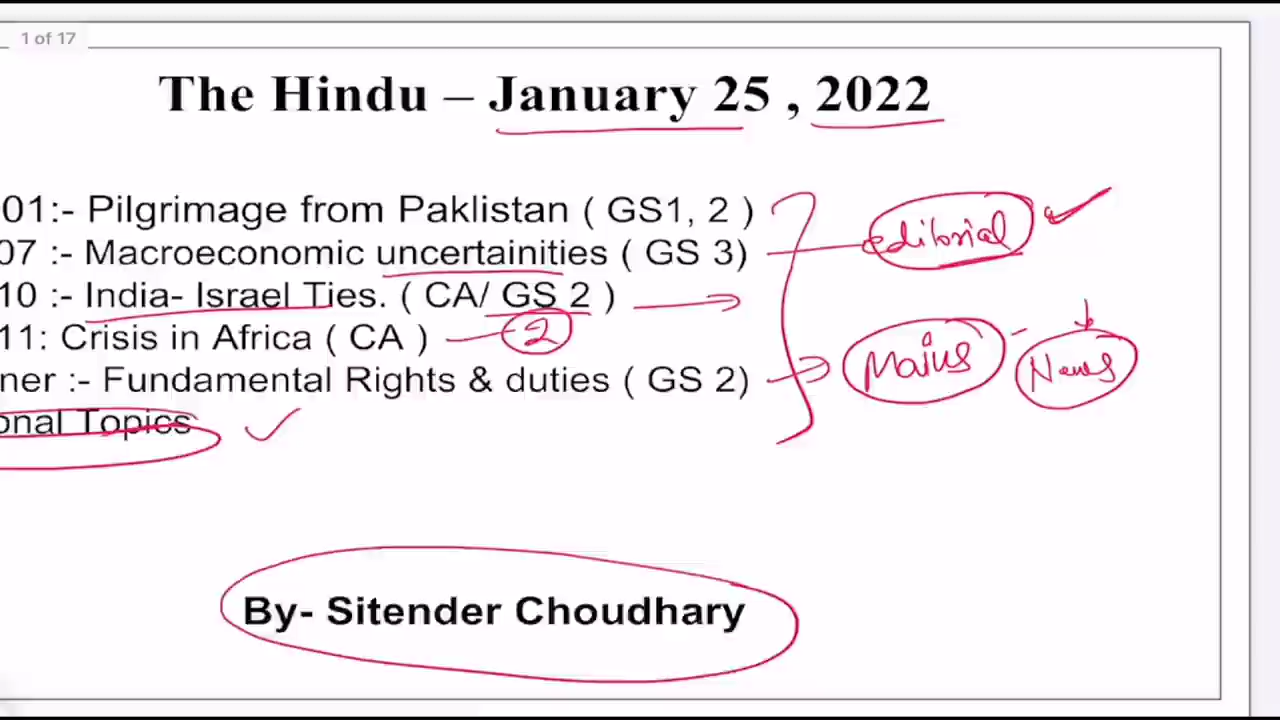 1 of 17
The Hindu – January 25 , 2022
01:- Pilgrimage from Paklistan ( GS1, 2 )
07 :- Macroeconomic uncertainities ( GS 3)
editorial
10 :- India- Israel Ties. ( CA/ GS 2 )
11: Crisis in Africa ( CA )
2
Mains
News
ner :- Fundamental Rights & duties ( GS 2)
onal Topics
By- Sitender Choudhary